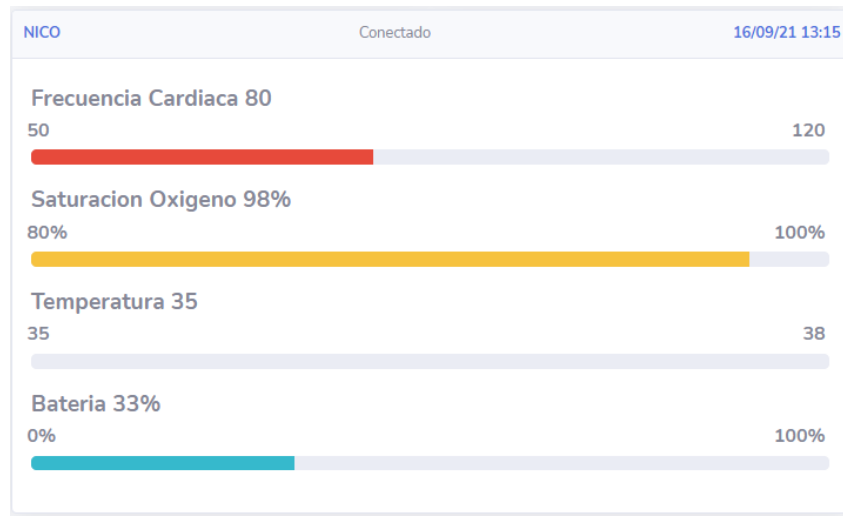 NICO Conectado 16/09/21 13:15
Frecuencia Cardiaca 80
50 120
Saturacion Oxigeno 98%
80% 100%
Temperatura 35
35 38
Bateria 33%
0% 100%